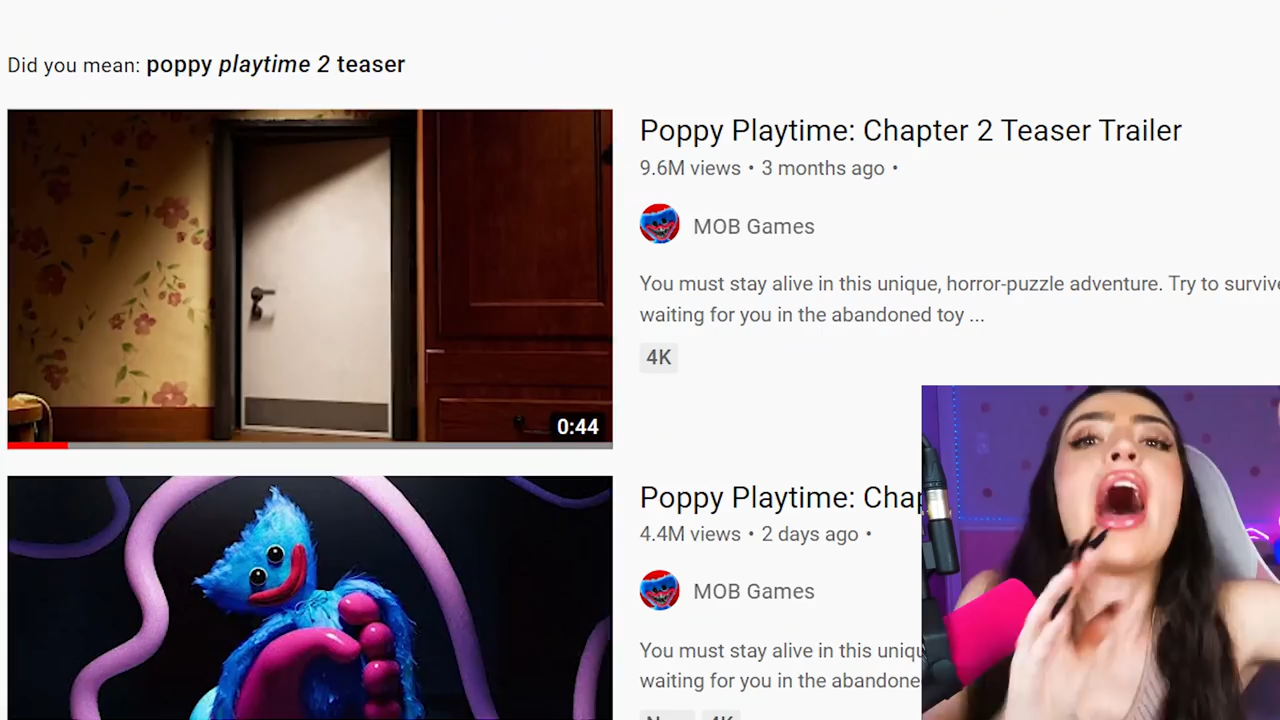 Did you mean: poppy playtime 2 teaser
0:44
Poppy Playtime: Chapter 2 Teaser Trailer
9.6M views • 3 months ago •
MOB Games
You must stay alive in this unique, horror-puzzle adventure. Try to survive
waiting for you in the abandoned toy ...
4K
Poppy Playtime: Chap
4.4M views • 2 days ago •
MOB Games
You must stay alive in this uniqu
waiting for you in the abandone
4K